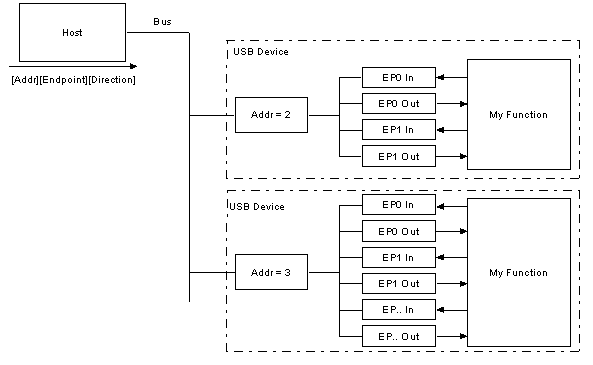 Host
Bus
[Addr][Endpoint][Direction]
USB Device
Addr = 2
EP0 In
EP0 Out
EP1 In
EP1 Out
My Function
USB Device
Addr = 3
EP0 In
EP0 Out
EP1 In
EP1 Out
EP.. In
EP.. Out
My Function